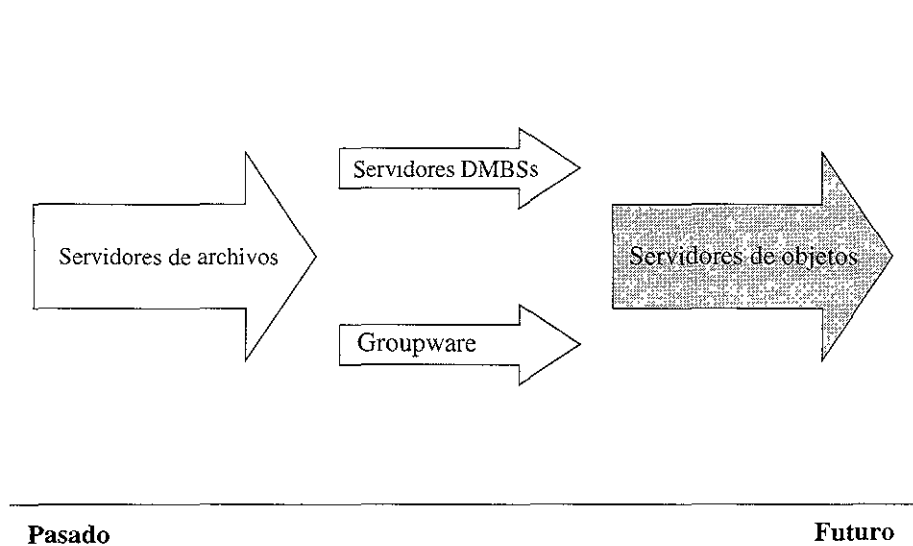 Servidores DMBSs
Servidores de archivos
Servidores de objetos
Groupware
Pasado
Futuro